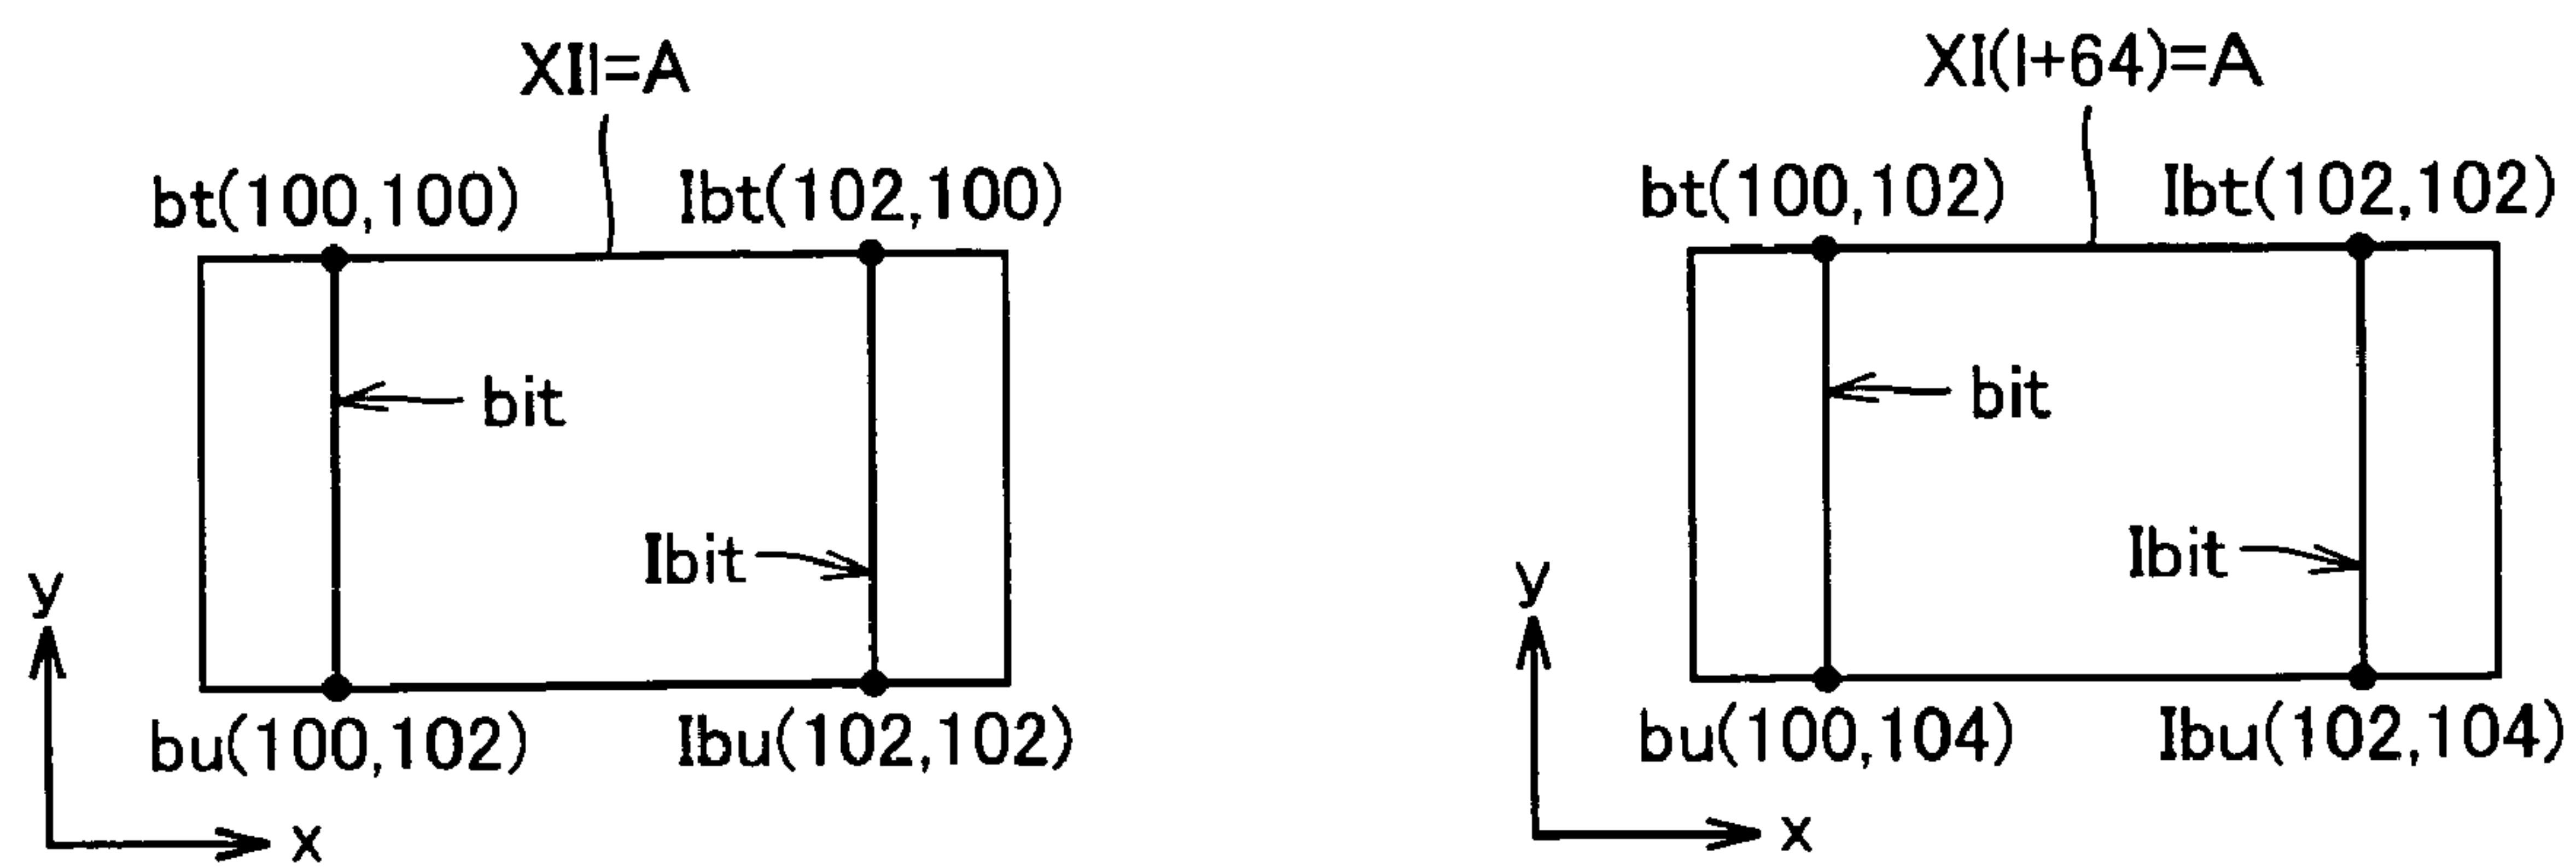 XII=A
bt(100,100) Ibt(102,100)
bit
Ibit
y
bu(100,102) Ibu(102,102)
x
XI(I+64)=A
bt(100,102) Ibt(102,102)
bit
Ibit
y
bu(100,104) Ibu(102,104)
x